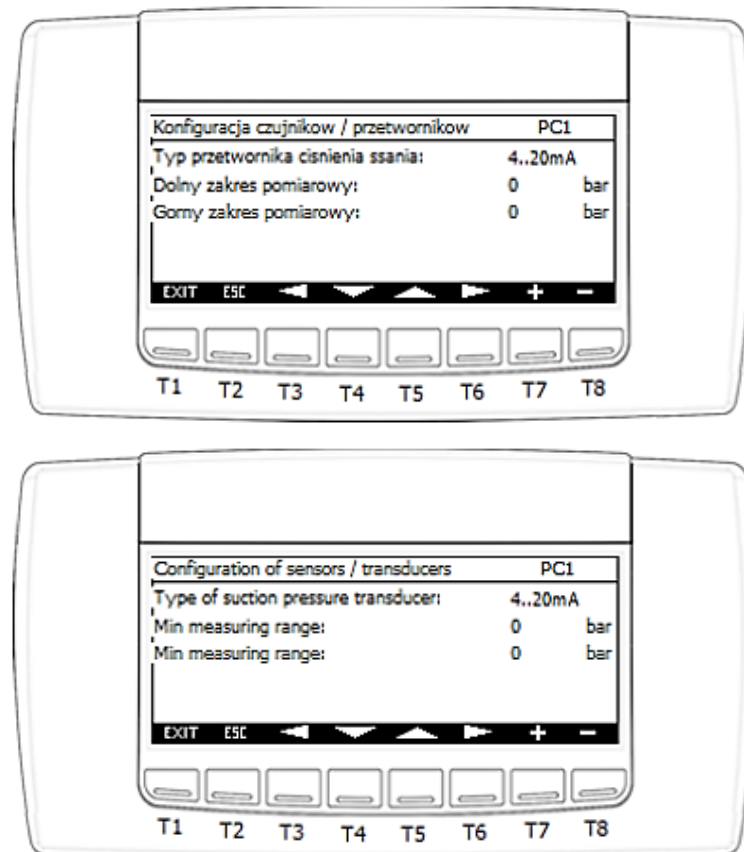 Konfiguracja czujnikow / przetwornikow PC1
Typ przetwornika cisnienia ssania: 4..20mA
Dolny zakres pomiarowy: 0 bar
Gorny zakres pomiarowy: 0 bar
EXIT ESC + -
T1 T2 T3 T4 T5 T6 T7 T8
Configuration of sensors / transducers PC1
Type of suction pressure transducer: 4..20mA
Min measuring range: 0 bar
Min measuring range: 0 bar
EXIT ESC + -
T1 T2 T3 T4 T5 T6 T7 T8